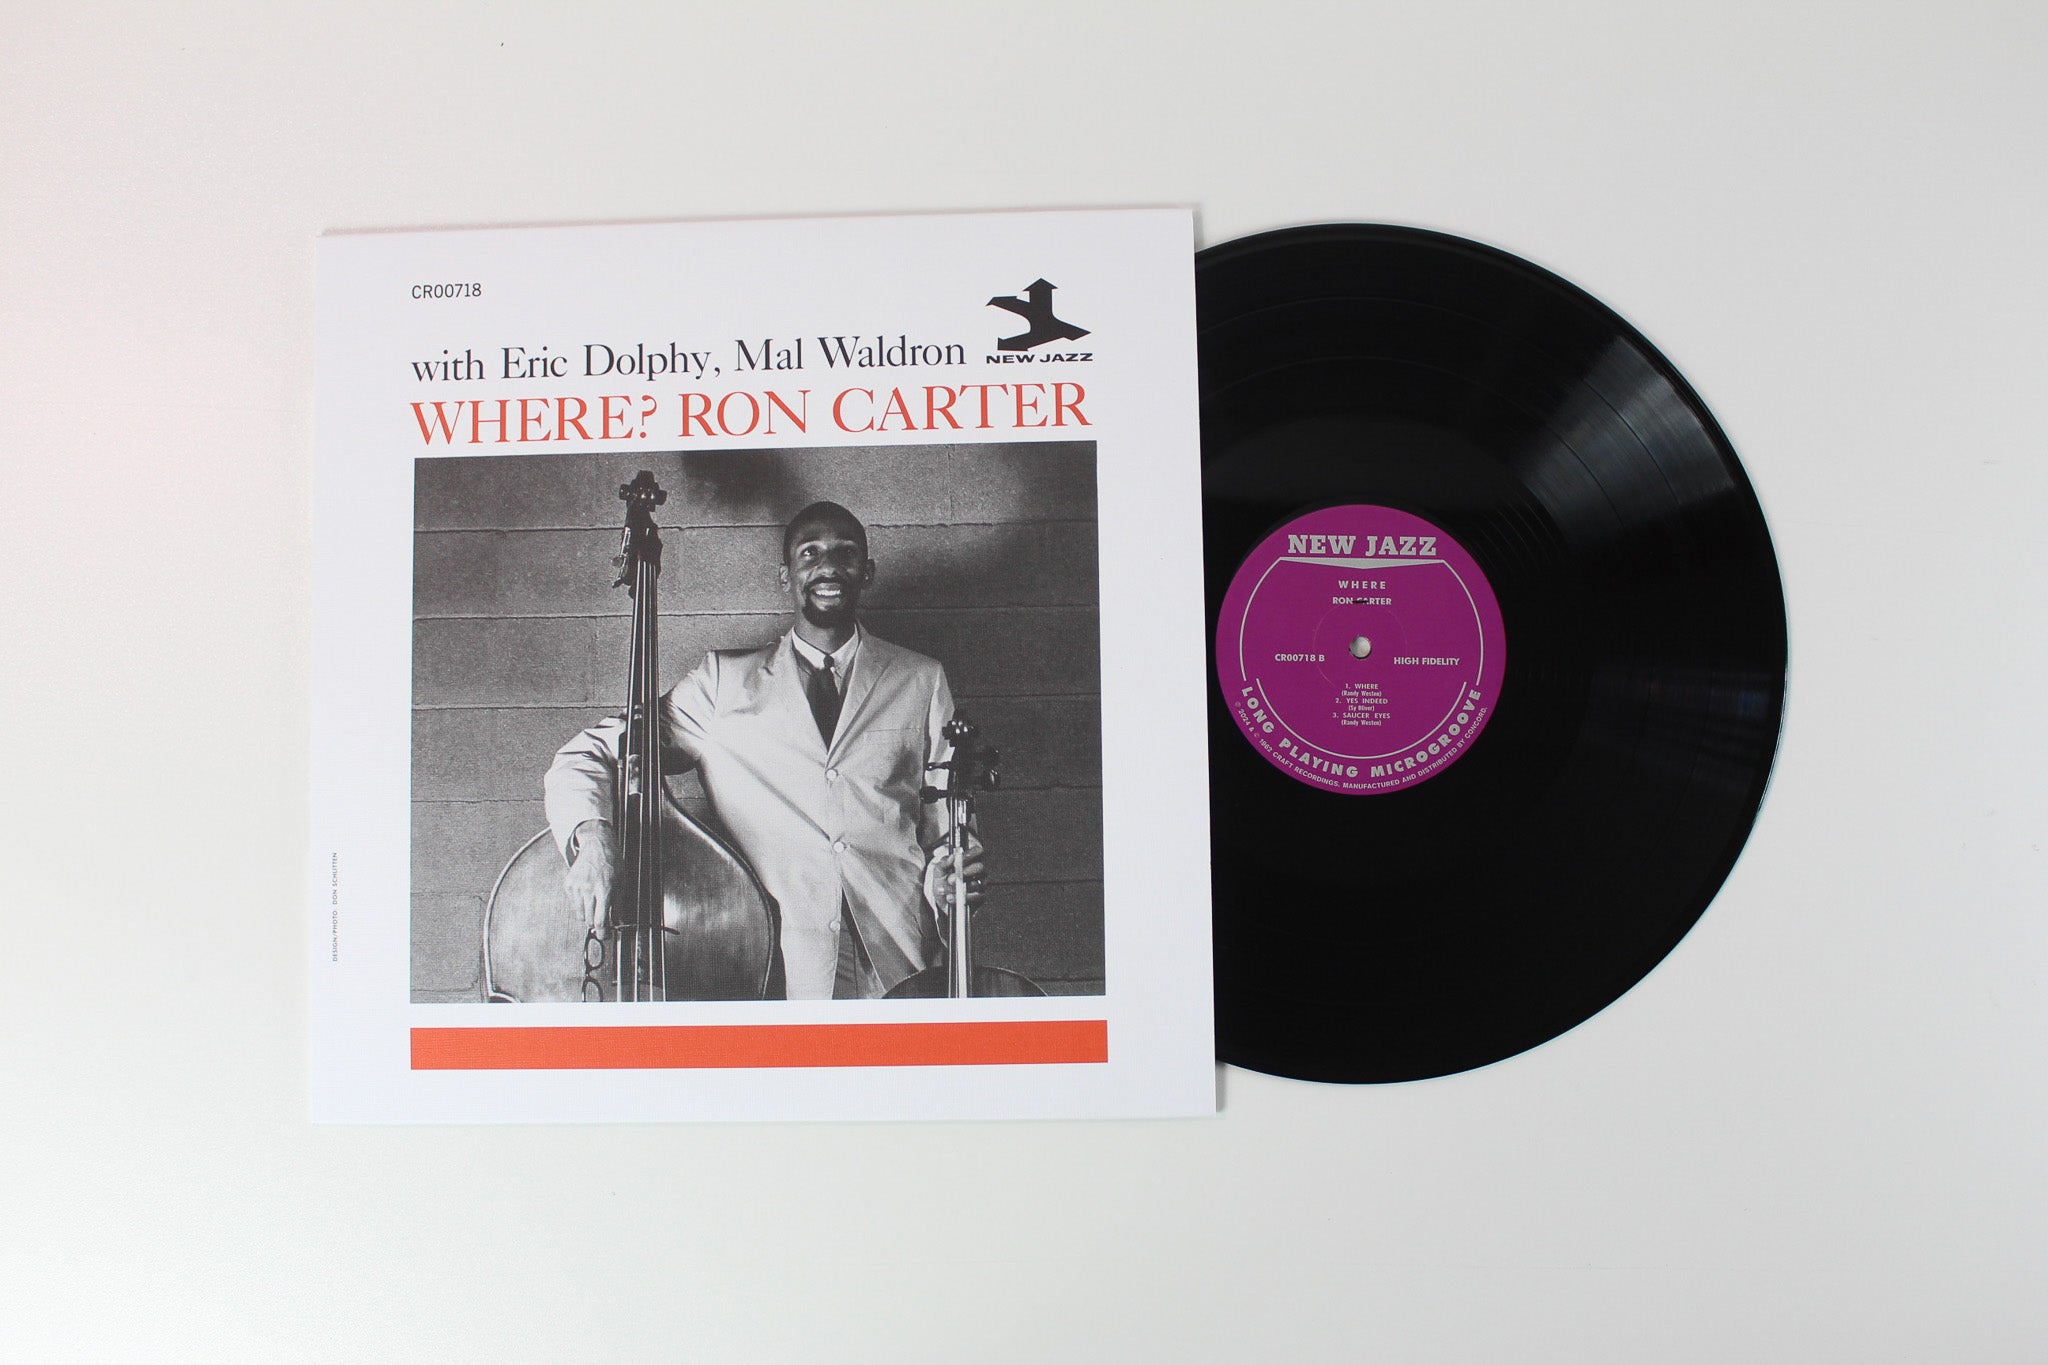 CR00718
NEW JAZZ
with Eric Dolphy, Mal Waldron
WHERE? RON CARTER
DESIGN/PHOTO DON SCHLITTEN
NEW JAZZ
WHERE
RON CARTER
CR00718 B
HIGH FIDELITY
1. WHERE
(Randy Weston)
2. YES INDEED
(Sy Oliver)
3. SAUCER EYES
(Randy Weston)
LONG PLAYING MICROGROOVE
℗ 2024 & © 1962 CRAFT RECORDINGS. MANUFACTURED AND DISTRIBUTED BY CONCORD.